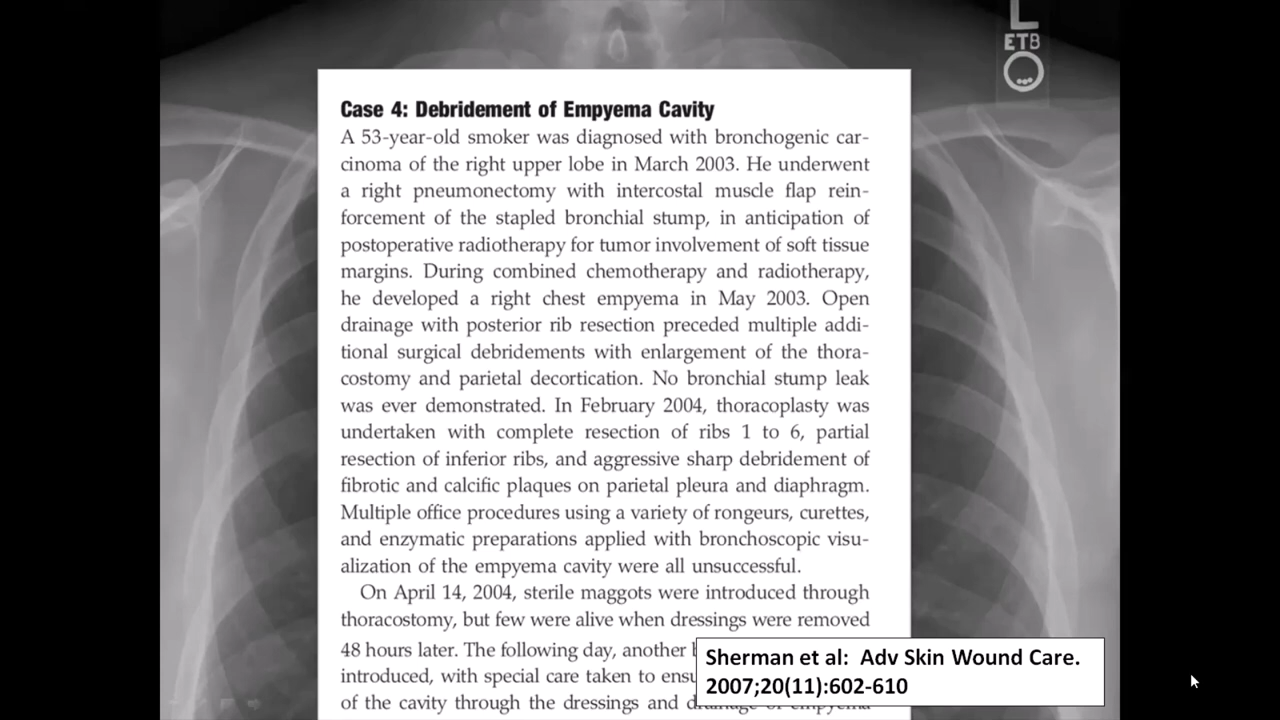 L
ETB
Case 4: Debridement of Empyema Cavity
A 53-year-old smoker was diagnosed with bronchogenic car-
cinoma of the right upper lobe in March 2003. He underwent
a right pneumonectomy with intercostal muscle flap rein-
forcement of the stapled bronchial stump, in anticipation of
postoperative radiotherapy for tumor involvement of soft tissue
margins. During combined chemotherapy and radiotherapy,
he developed a right chest empyema in May 2003. Open
drainage with posterior rib resection preceded multiple addi-
tional surgical debridements with enlargement of the thora-
costomy and parietal decortication. No bronchial stump leak
was ever demonstrated. In February 2004, thoracoplasty was
undertaken with complete resection of ribs 1 to 6, partial
resection of inferior ribs, and aggressive sharp debridement of
fibrotic and calcific plaques on parietal pleura and diaphragm.
Multiple office procedures using a variety of rongeurs, curettes,
and enzymatic preparations applied with bronchoscopic visu-
alization of the empyema cavity were all unsuccessful.
On April 14, 2004, sterile maggots were introduced through
thoracostomy, but few were alive when dressings were removed
48 hours later. The following day, another
introduced, with special care taken to
of the cavity through the dressings and
Sherman et al: Adv Skin Wound Care.
2007;20(11):602-610